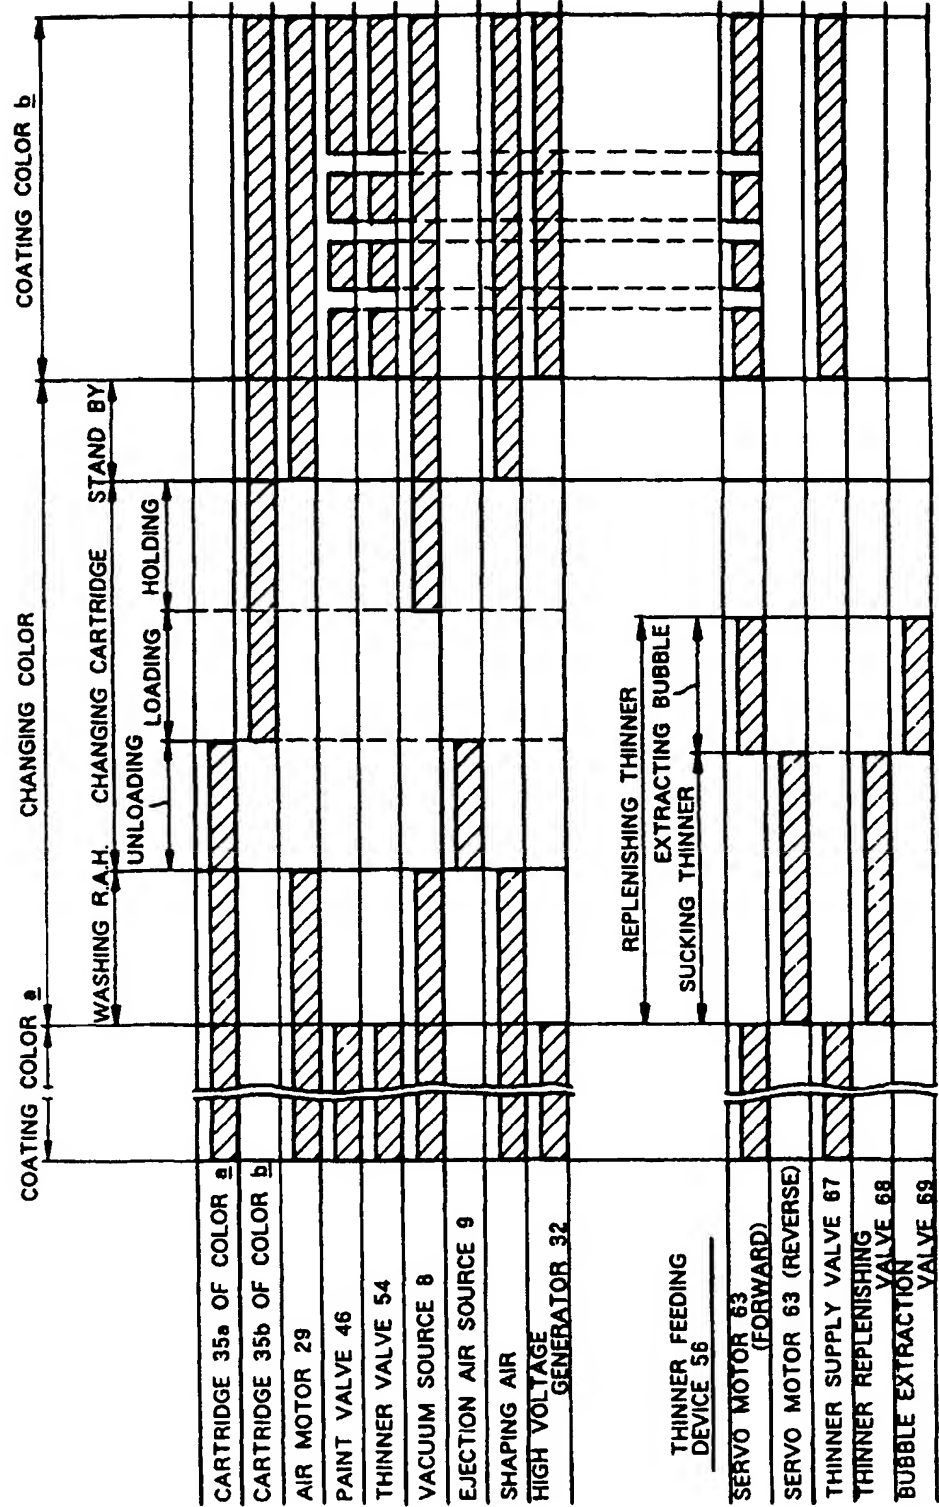 COATING COLOR a
CHANGING COLOR
COATING COLOR b
WASHING R.A.H.
CHANGING CARTRIDGE
STAND BY
UNLOADING
LOADING
HOLDING
CARTRIDGE 35a OF COLOR a
CARTRIDGE 35b OF COLOR b
AIR MOTOR 29
PAINT VALVE 46
THINNER VALVE 54
VACUUM SOURCE 8
EJECTION AIR SOURCE 9
SHAPING AIR
HIGH VOLTAGE
GENERATOR 32
REPLENISHING THINNER
EXTRACTING BUBBLE
SUCKING THINNER
THINNER FEEDING
DEVICE 56
SERVO MOTOR 63
(FORWARD)
SERVO MOTOR 63 (REVERSE)
THINNER SUPPLY VALVE 67
THINNER REPLENISHING
VALVE 68
BUBBLE EXTRACTION
VALVE 69